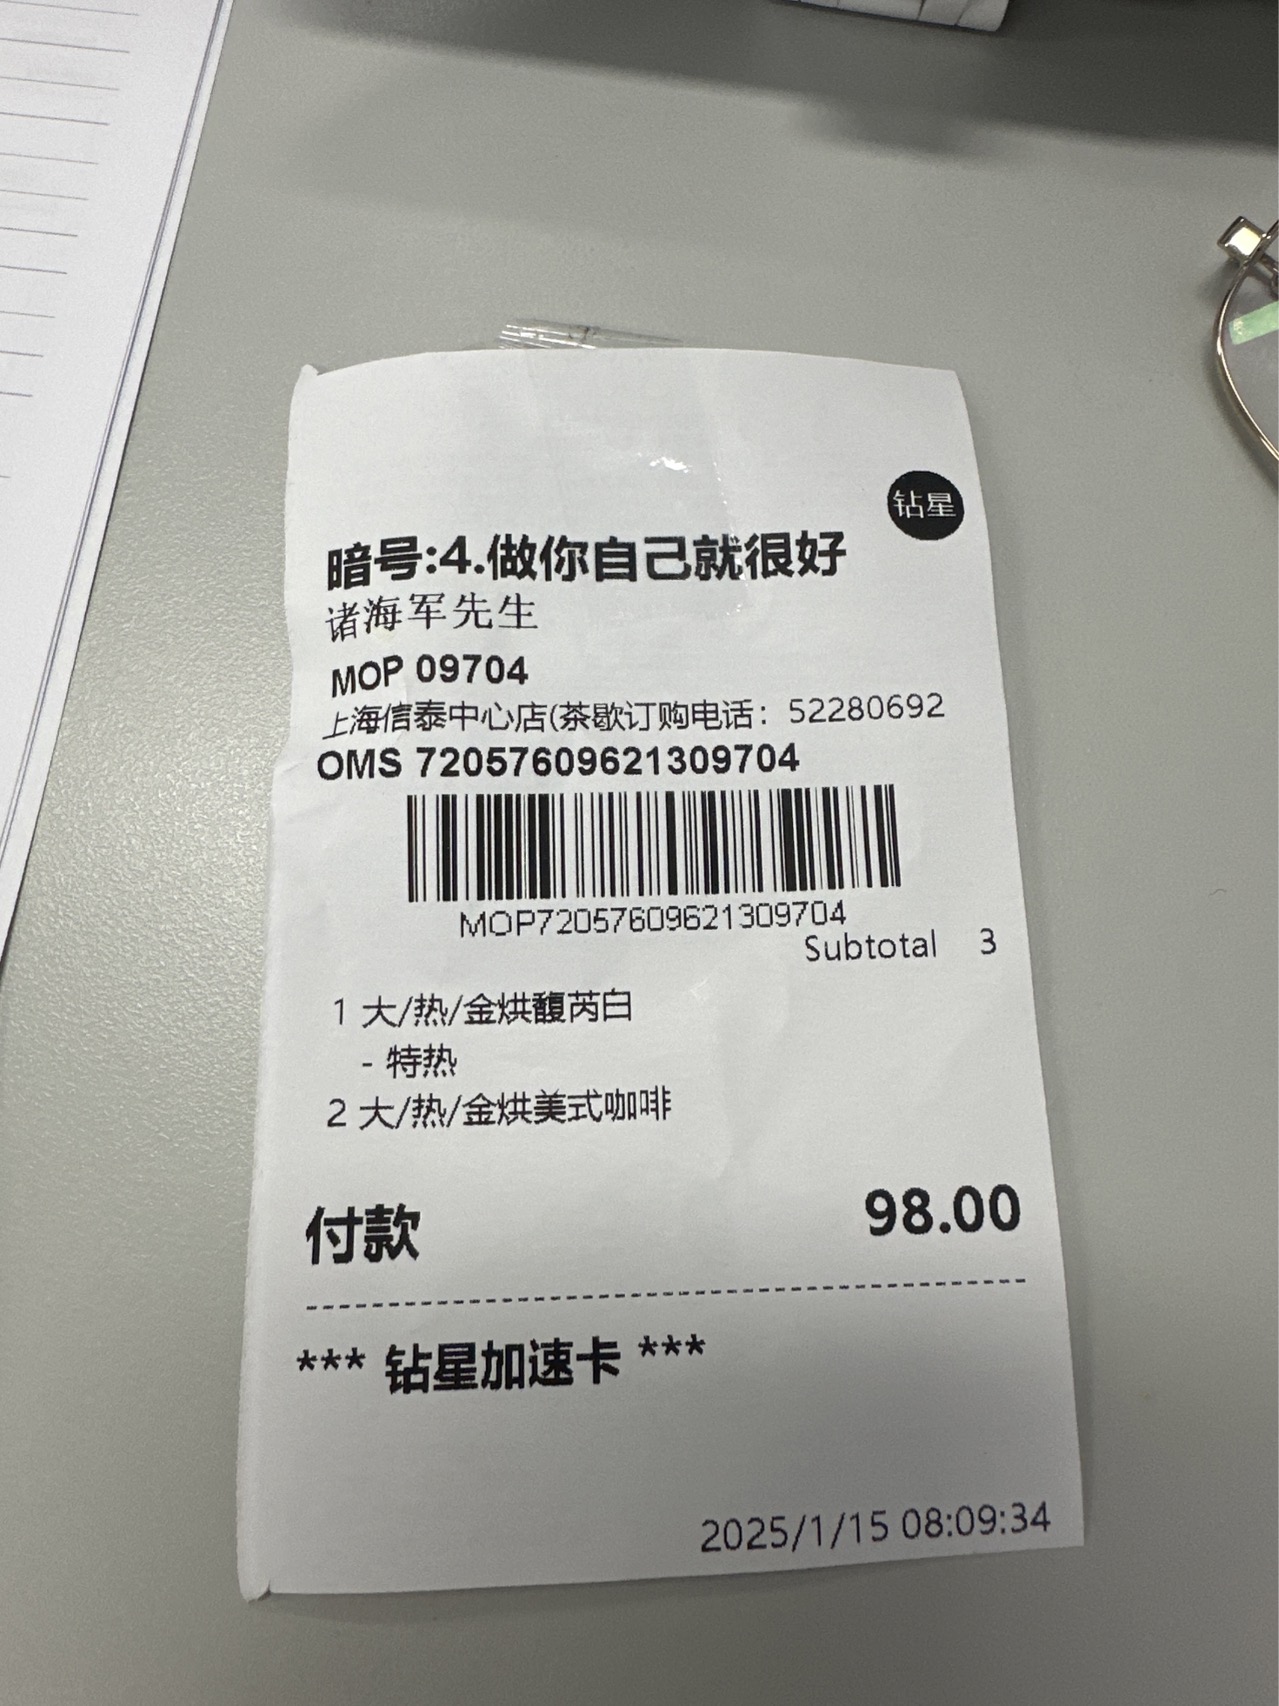 钻星
暗号:4.做你自己就很好
诸海军先生
MOP 09704
上海信泰中心店(茶歇订购电话：52280692
OMS 72057609621309704
MOP72057609621309704
Subtotal 3
1 大/热/金烘馥芮白
- 特热
2 大/热/金烘美式咖啡
付款 98.00
*** 钻星加速卡 ***
2025/1/15 08:09:34